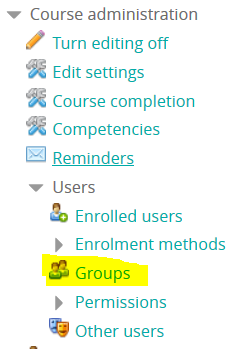 Course administration
Turn editing off
Edit settings
Course completion
Competencies
Reminders
Users
Enrolled users
Enrolment methods
Groups
Permissions
Other users